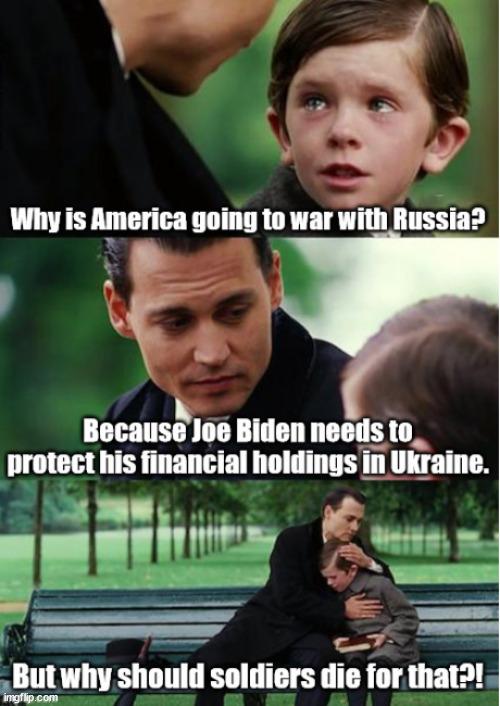 Why is America going to war with Russia?
Because Joe Biden needs to
protect his financial holdings in Ukraine.
But why should soldiers die for that?!
imgflip.com